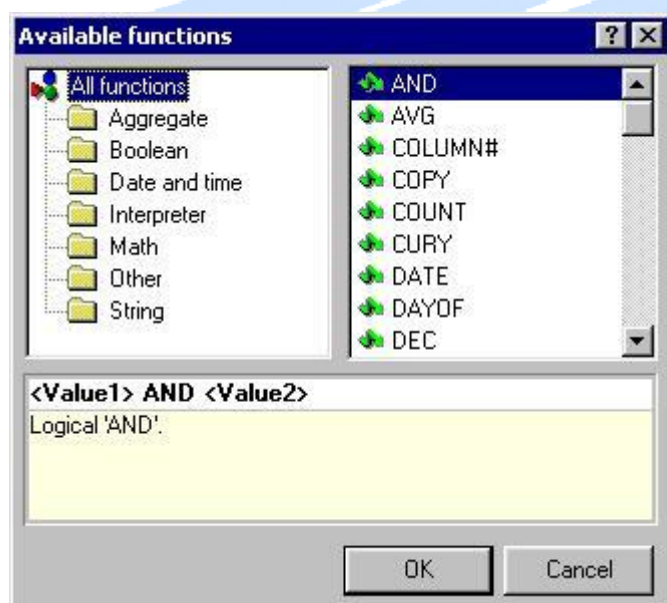 Available functions
All functions
Aggregate
Boolean
Date and time
Interpreter
Math
Other
String
AND
AVG
COLUMN#
COPY
COUNT
CURY
DATE
DAYOF
DEC
<Value1> AND <Value2>
Logical 'AND'.
OK
Cancel